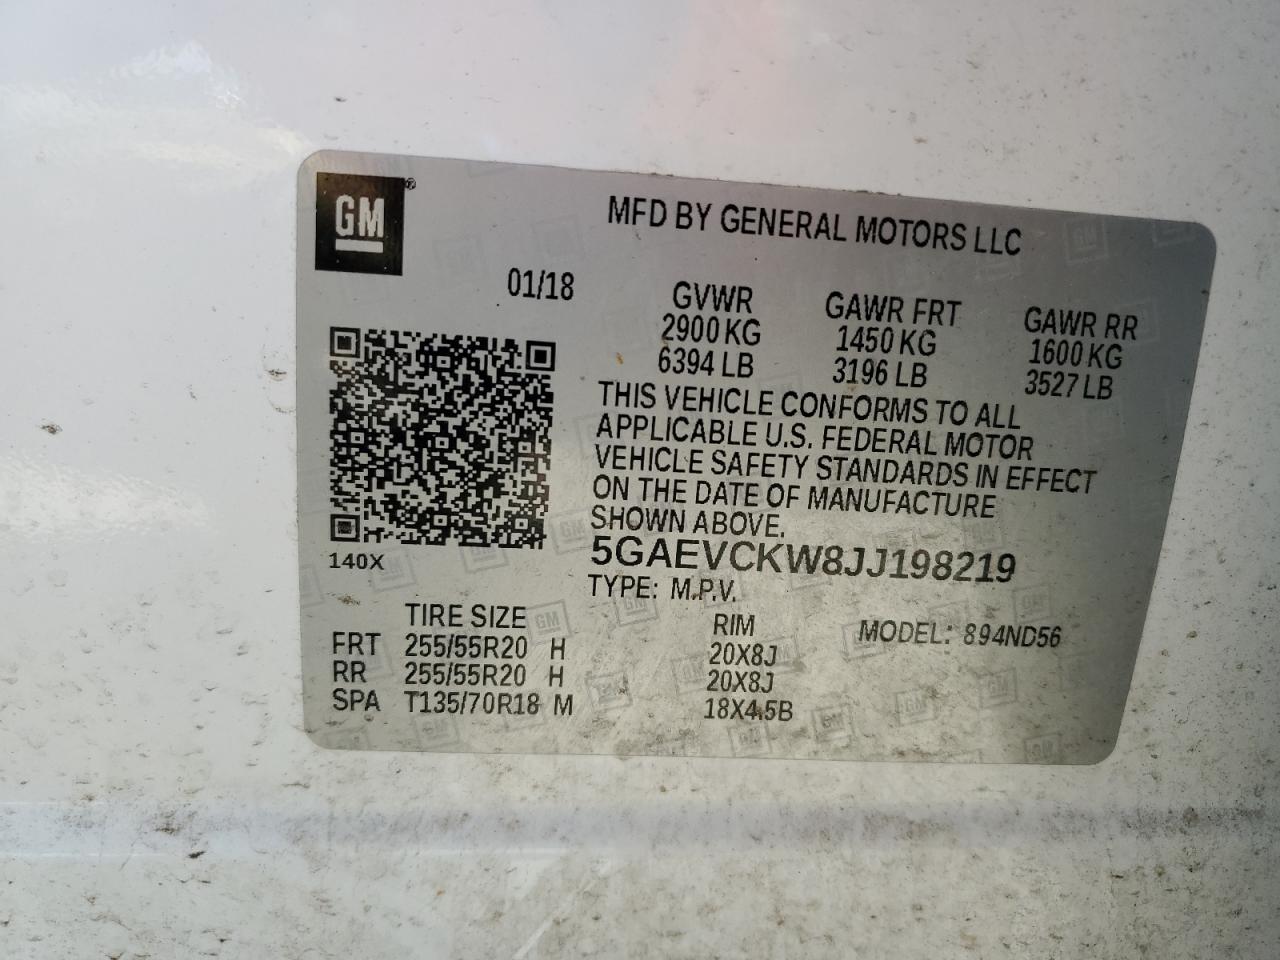 GM®
MFD BY GENERAL MOTORS LLC
01/18
GVWR GAWR FRT GAWR RR
2900 KG 1450 KG 1600 KG
6394 LB 3196 LB 3527 LB
THIS VEHICLE CONFORMS TO ALL
APPLICABLE U.S. FEDERAL MOTOR
VEHICLE SAFETY STANDARDS IN EFFECT
ON THE DATE OF MANUFACTURE
SHOWN ABOVE.
140X
5GAEVCKW8JJ198219
TYPE: M.P.V.
TIRE SIZE RIM MODEL: 894ND56
FRT 255/55R20 H 20X8J
RR 255/55R20 H 20X8J
SPA T135/70R18 M 18X4.5B